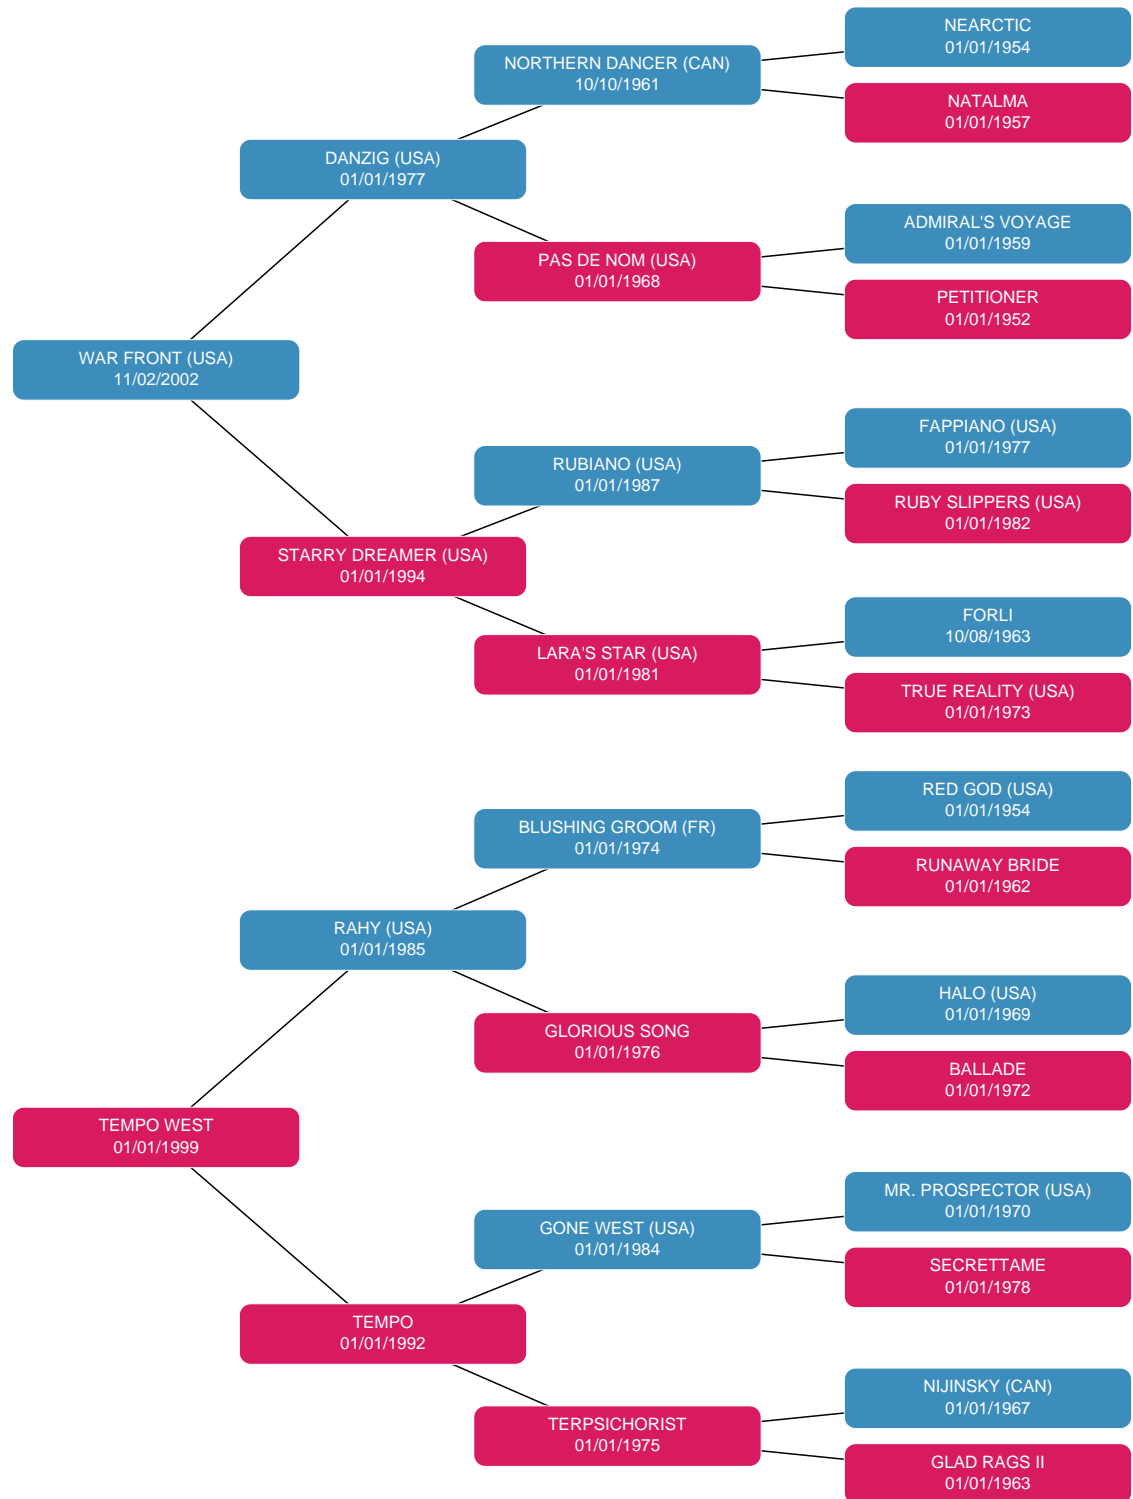 NEARCTIC
01/01/1954
NORTHERN DANCER (CAN)
10/10/1961
NATALMA
01/01/1957
DANZIG (USA)
01/01/1977
ADMIRAL'S VOYAGE
01/01/1959
PAS DE NOM (USA)
01/01/1968
PETITIONER
01/01/1952
WAR FRONT (USA)
11/02/2002
FAPPIANO (USA)
01/01/1977
RUBIANO (USA)
01/01/1987
RUBY SLIPPERS (USA)
01/01/1982
STARRY DREAMER (USA)
01/01/1994
FORLI
10/08/1963
LARA'S STAR (USA)
01/01/1981
TRUE REALITY (USA)
01/01/1973
RED GOD (USA)
01/01/1954
BLUSHING GROOM (FR)
01/01/1974
RUNAWAY BRIDE
01/01/1962
RAHY (USA)
01/01/1985
HALO (USA)
01/01/1969
GLORIOUS SONG
01/01/1976
BALLADE
01/01/1972
TEMPO WEST
01/01/1999
MR. PROSPECTOR (USA)
01/01/1970
GONE WEST (USA)
01/01/1984
SECRETTAME
01/01/1978
TEMPO
01/01/1992
NIJINSKY (CAN)
01/01/1967
TERPSICHORIST
01/01/1975
GLAD RAGS II
01/01/1963